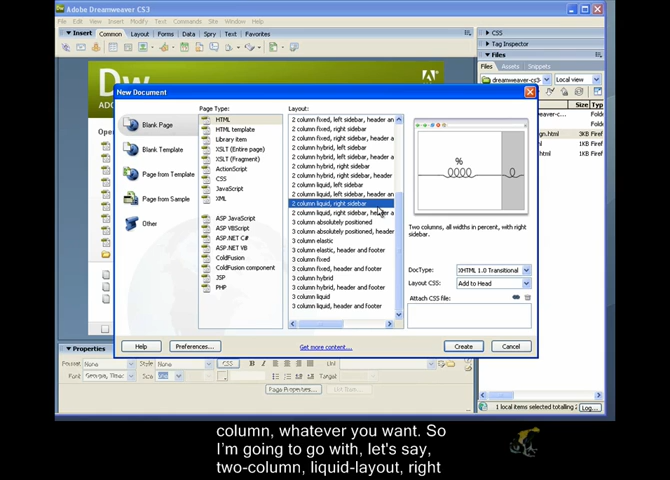 Adobe Dreamweaver CS3
File Edit View Insert Modify Text Commands Site Window Help
Insert Common Layout Forms Data Spry Text Favorites
CSS
Tag Inspector
Files
Files Assets Snippets
dreamweaver-cs3- Local view
Size Typ
Dw
New Document
Page Type: Layout:
Blank Page
Blank Template
Page from Template
Page from Sample
Other
HTML
HTML template
Library item
XSLT (Entire page)
XSLT (Fragment)
ActionScript
CSS
JavaScript
XML
ASP JavaScript
ASP VBScript
ASP.NET C#
ASP.NET VB
ColdFusion
ColdFusion component
JSP
PHP
2 column fixed, left sidebar, header an
2 column fixed, right sidebar
2 column fixed, right sidebar, header a
2 column hybrid, left sidebar
2 column hybrid, left sidebar, header a
2 column hybrid, right sidebar
2 column hybrid, right sidebar, header
2 column liquid, left sidebar
2 column liquid, left sidebar, header an
2 column liquid, right sidebar
2 column liquid, right sidebar, header a
3 column absolutely positioned
3 column absolutely positioned, heade
3 column elastic
3 column elastic, header and footer
3 column fixed
3 column fixed, header and footer
3 column hybrid
3 column hybrid, header and footer
3 column liquid
3 column liquid, header and footer
%
Two columns, all widths in percent, with right
sidebar.
DocType: XHTML 1.0 Transitional
Layout CSS: Add to Head
Attach CSS file:
Help Preferences... Get more content... Create Cancel
Properties
Format None Style None CSS B I Url
Font Size
Page Properties...
1 local items selected totalling Log...
column, whatever you want. So
I'm going to go with, let's say,
two-column, liquid-layout, right